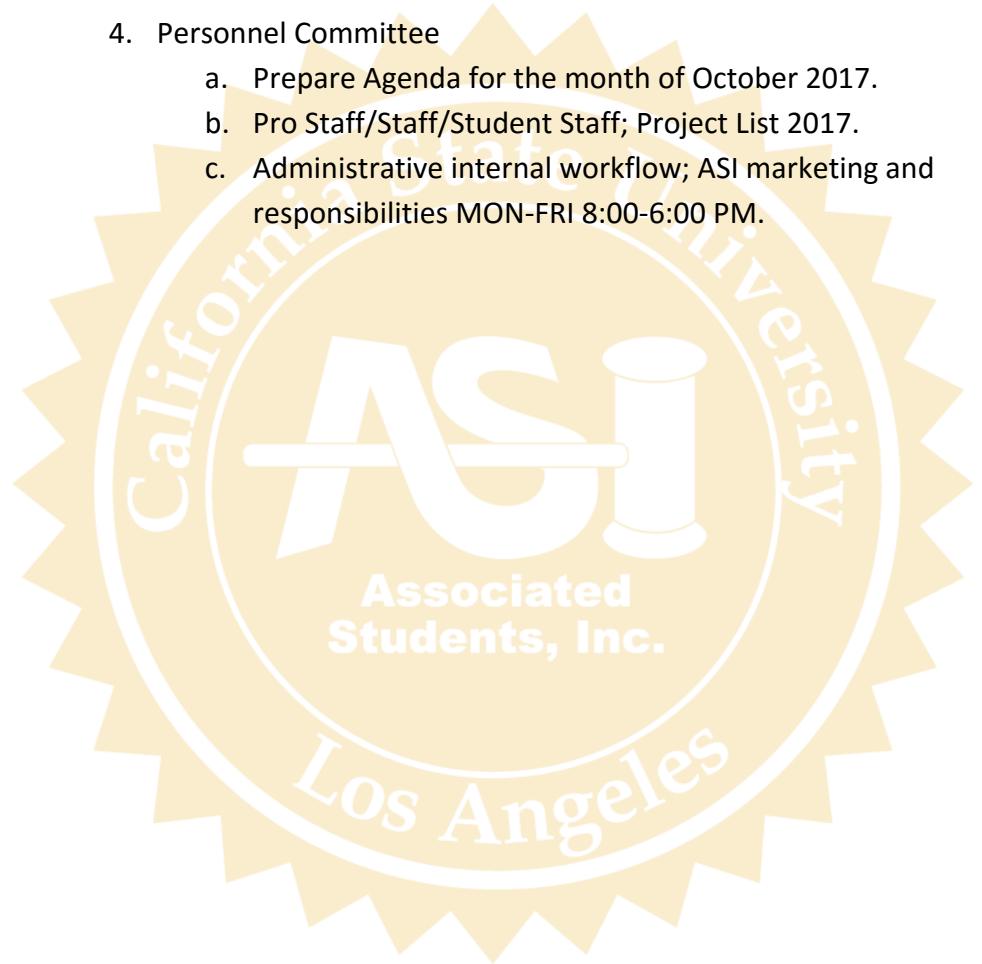 4. Personnel Committee
a. Prepare Agenda for the month of October 2017.
b. Pro Staff/Staff/Student Staff; Project List 2017.
c. Administrative internal workflow; ASI marketing and
responsibilities MON-FRI 8:00-6:00 PM.
California State University
ASI
Associated
Students, Inc.
Los Angeles